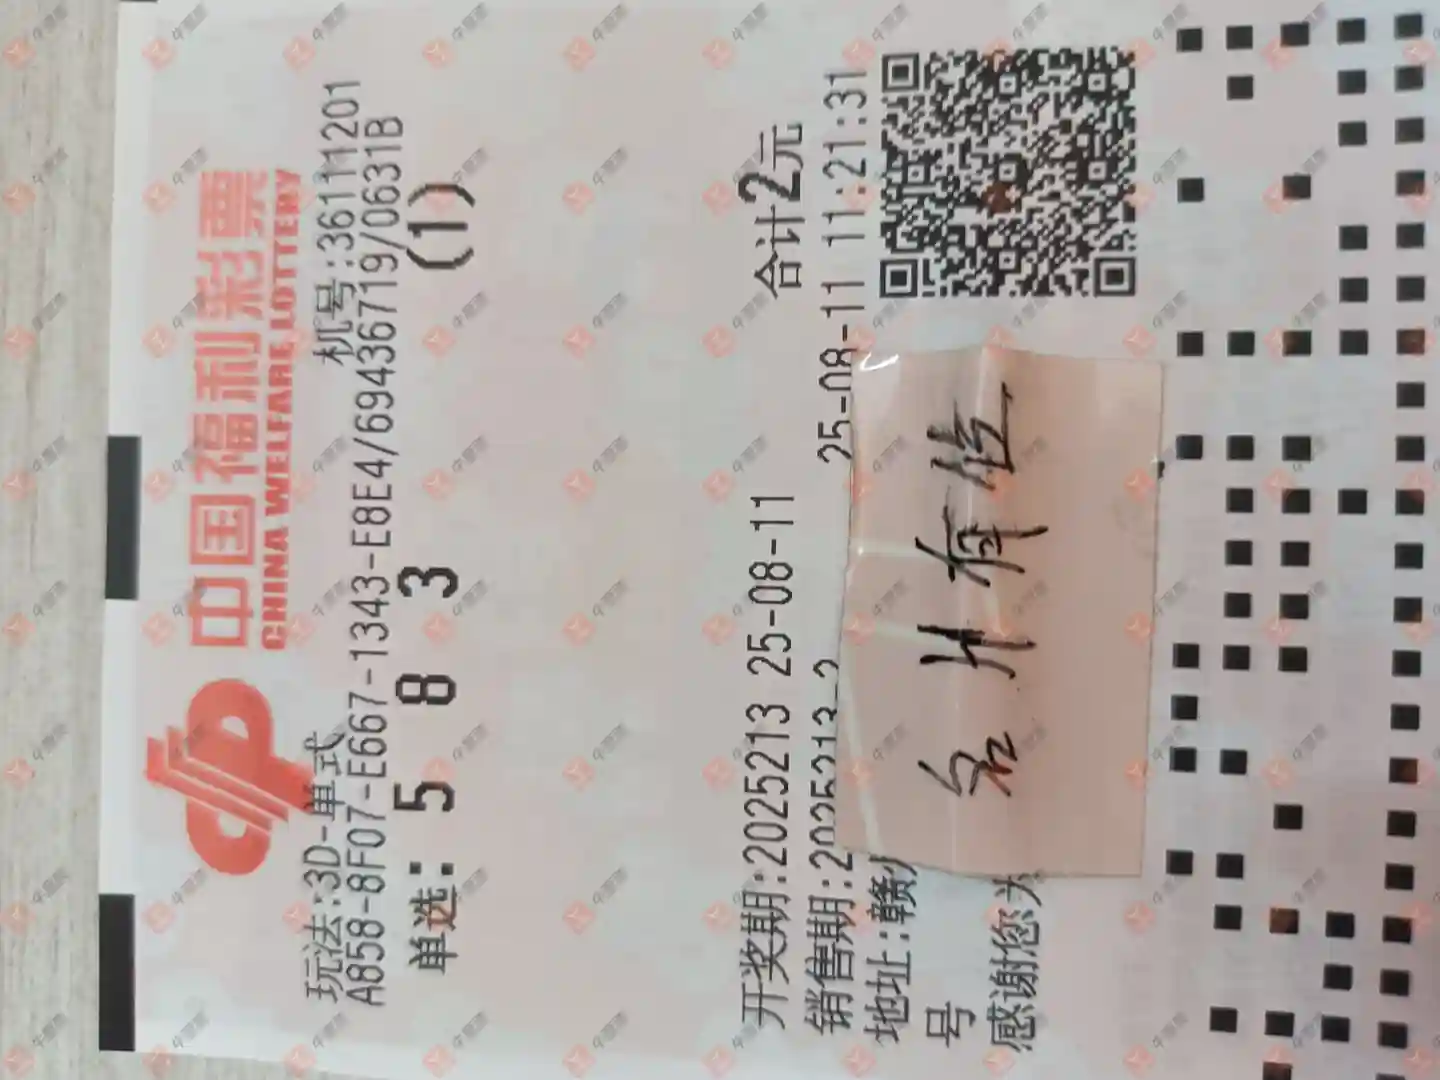 中国福利彩票
CHINA WELFARE LOTTERY
玩法:3D-单式 机号:36111201
A858-8F07-E667-1343-E8E4/69436719/0631B
单选: 5 8 3 (1)
开奖期:2025213 25-08-11 合计2元
销售期:2025213-2 25-08-11 11:21:31
地址:赣州
号
感谢您为